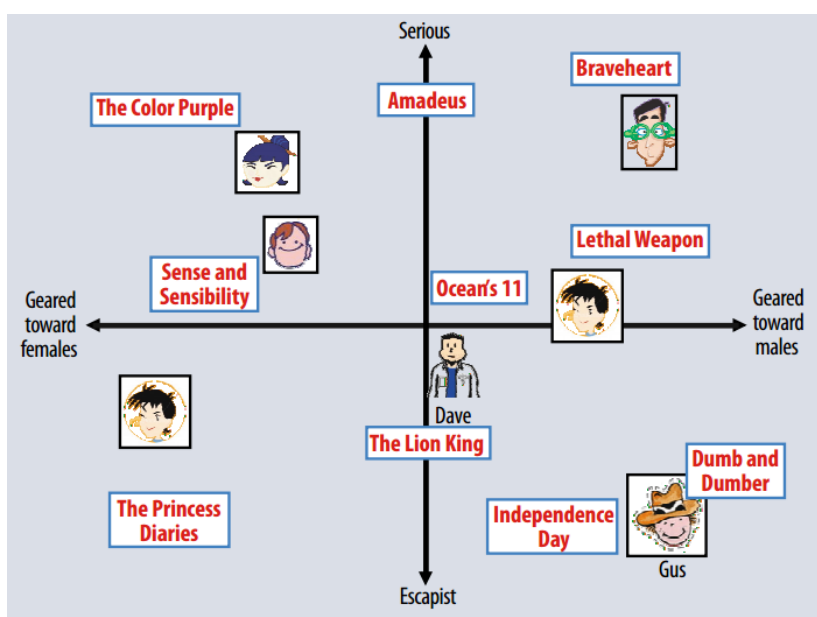 Serious
Braveheart
Amadeus
The Color Purple
Lethal Weapon
Sense and
Sensibility
Ocean's 11
Geared
toward
females
Geared
toward
males
Dave
The Lion King
Dumb and
Dumber
The Princess
Diaries
Independence
Day
Gus
Escapist